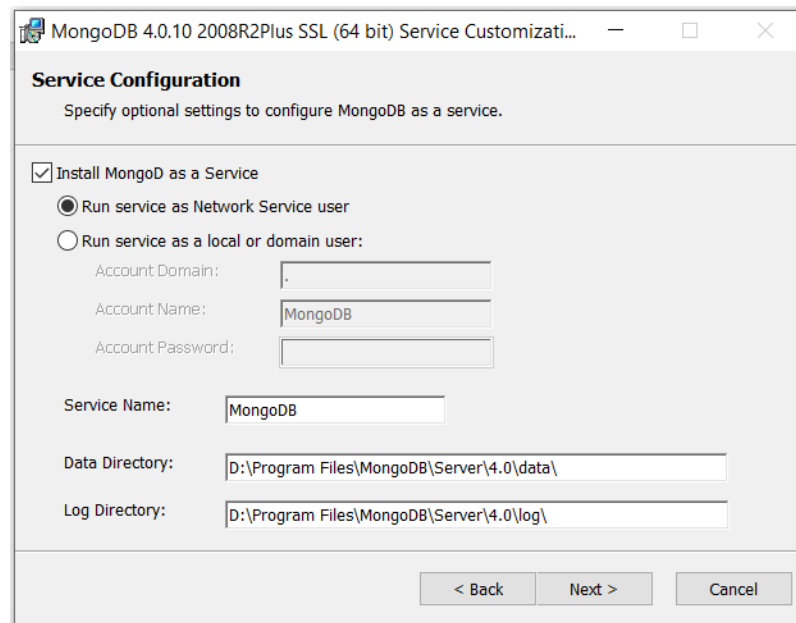 MongoDB 4.0.10 2008R2Plus SSL (64 bit) Service Customizati...
Service Configuration
Specify optional settings to configure MongoDB as a service.
Install MongoD as a Service
Run service as Network Service user
Run service as a local or domain user:
Account Domain: .
Account Name: MongoDB
Account Password:
Service Name: MongoDB
Data Directory: D:\Program Files\MongoDB\Server\4.0\data\
Log Directory: D:\Program Files\MongoDB\Server\4.0\log\
< Back Next > Cancel